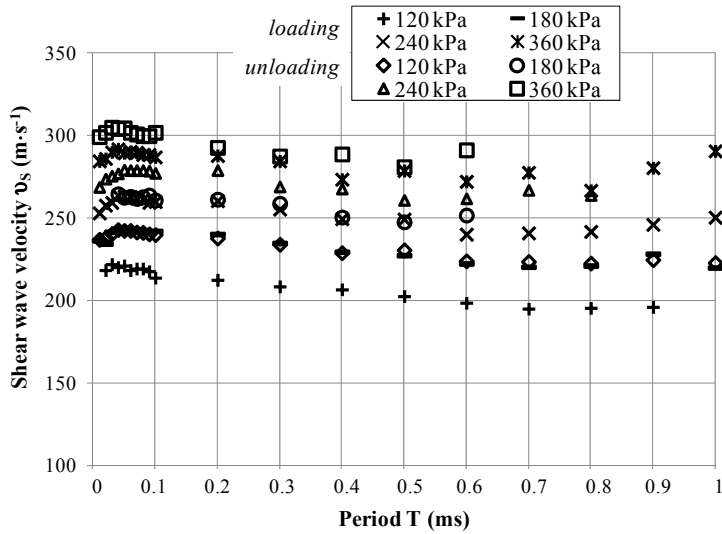 loading
+ 120 kPa
180 kPa
240 kPa
360 kPa
unloading
120 kPa
180 kPa
240 kPa
360 kPa
Shear wave velocity υS (m·s⁻¹)
350
300
250
200
150
100
0
0.1
0.2
0.3
0.4
0.5
0.6
0.7
0.8
0.9
1
Period T (ms)